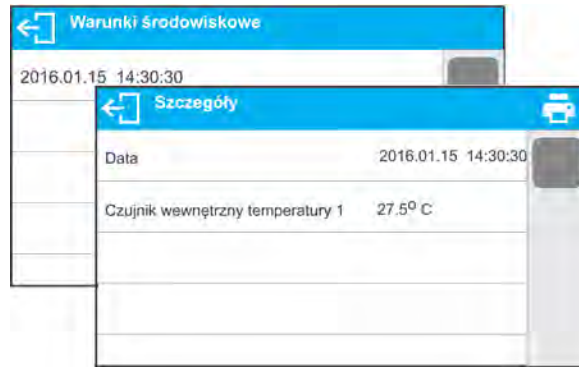 Warunki środowiskowe
2016.01.15 14:30:30
Szczegóły
Data 2016.01.15 14:30:30
Czujnik wewnętrzny temperatury 1 27.5⁰ C